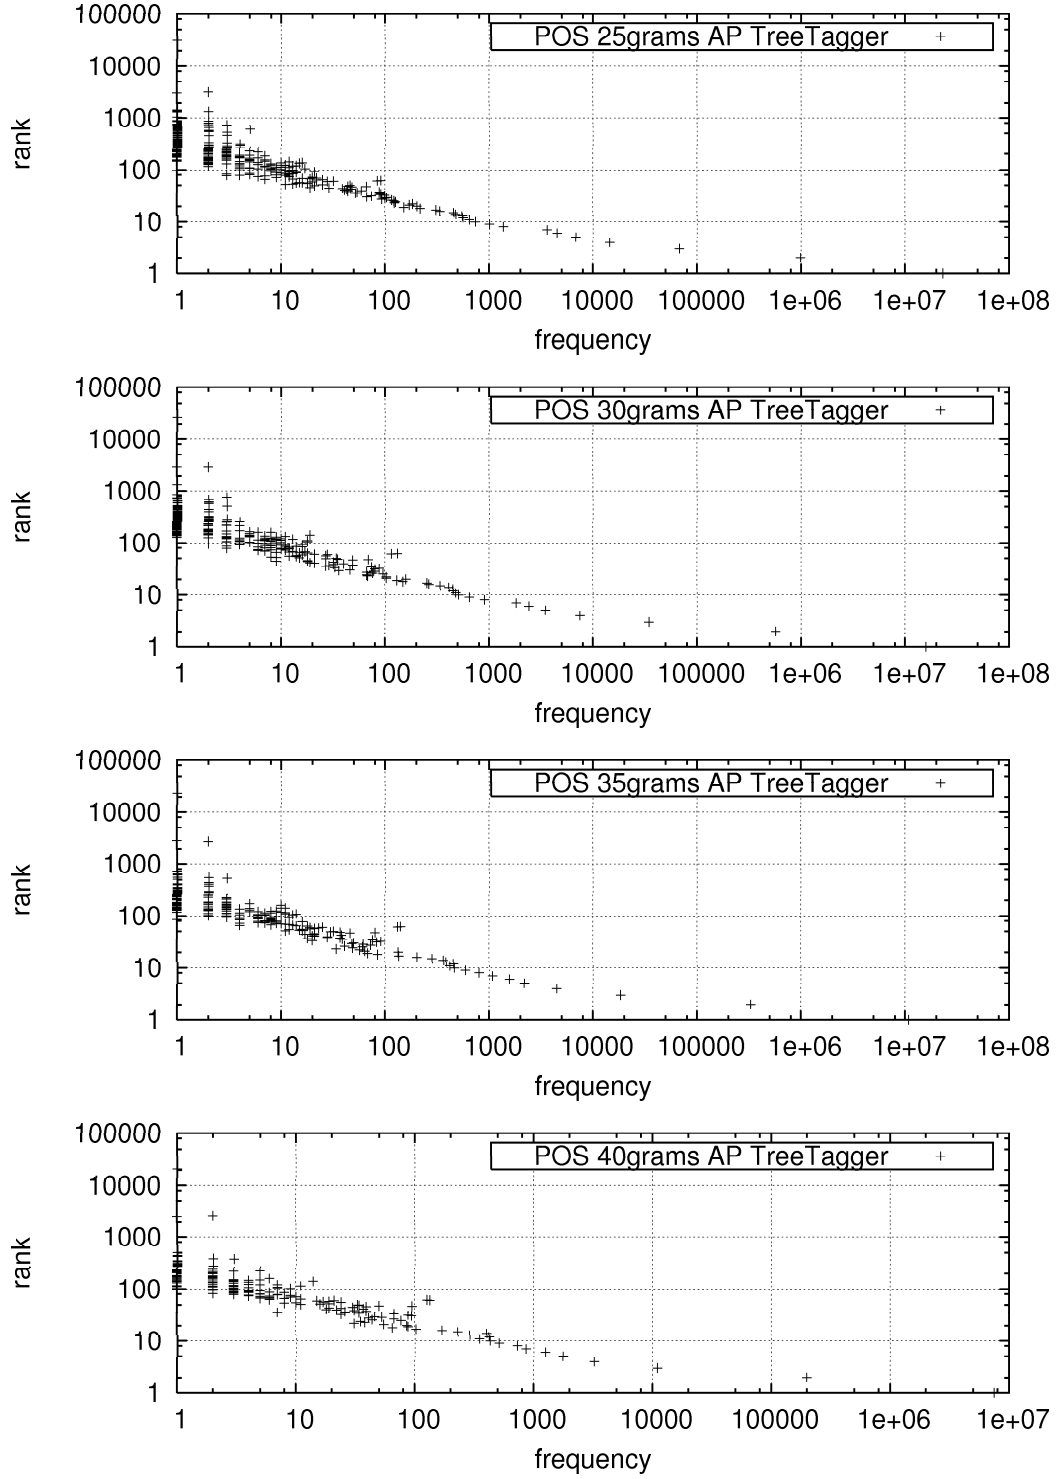 100000
POS 25grams AP TreeTagger
10000
1000
100
10
1
rank
1 10 100 1000 10000 100000 1e+06 1e+07 1e+08
frequency
100000
POS 30grams AP TreeTagger
10000
1000
100
10
1
rank
1 10 100 1000 10000 100000 1e+06 1e+07 1e+08
frequency
100000
POS 35grams AP TreeTagger
10000
1000
100
10
1
rank
1 10 100 1000 10000 100000 1e+06 1e+07 1e+08
frequency
100000
POS 40grams AP TreeTagger
10000
1000
100
10
1
rank
1 10 100 1000 10000 100000 1e+06 1e+07
frequency